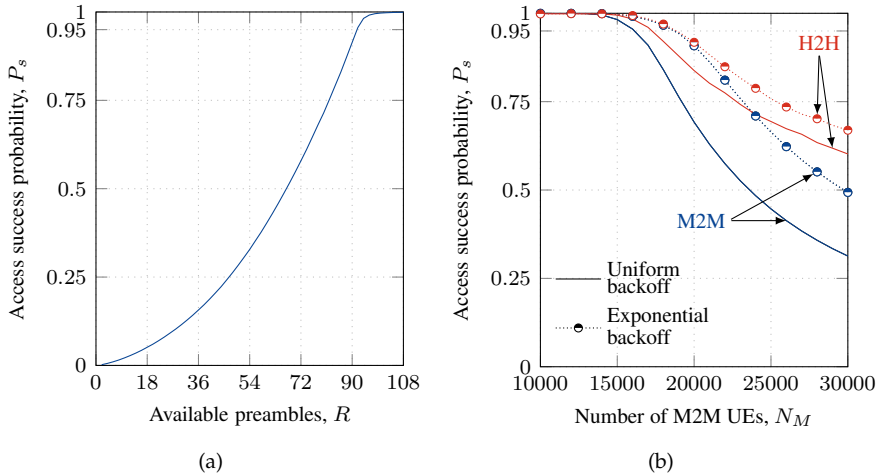 1
0.95
0.75
0.5
0.25
0
0 18 36 54 72 90 108
Access success probability, P_s
Available preambles, R
(a)
1
0.95
0.75
0.5
0.25
0
10000 15000 20000 25000 30000
Access success probability, P_s
Number of M2M UEs, N_M
H2H
M2M
Uniform
backoff
Exponential
backoff
(b)